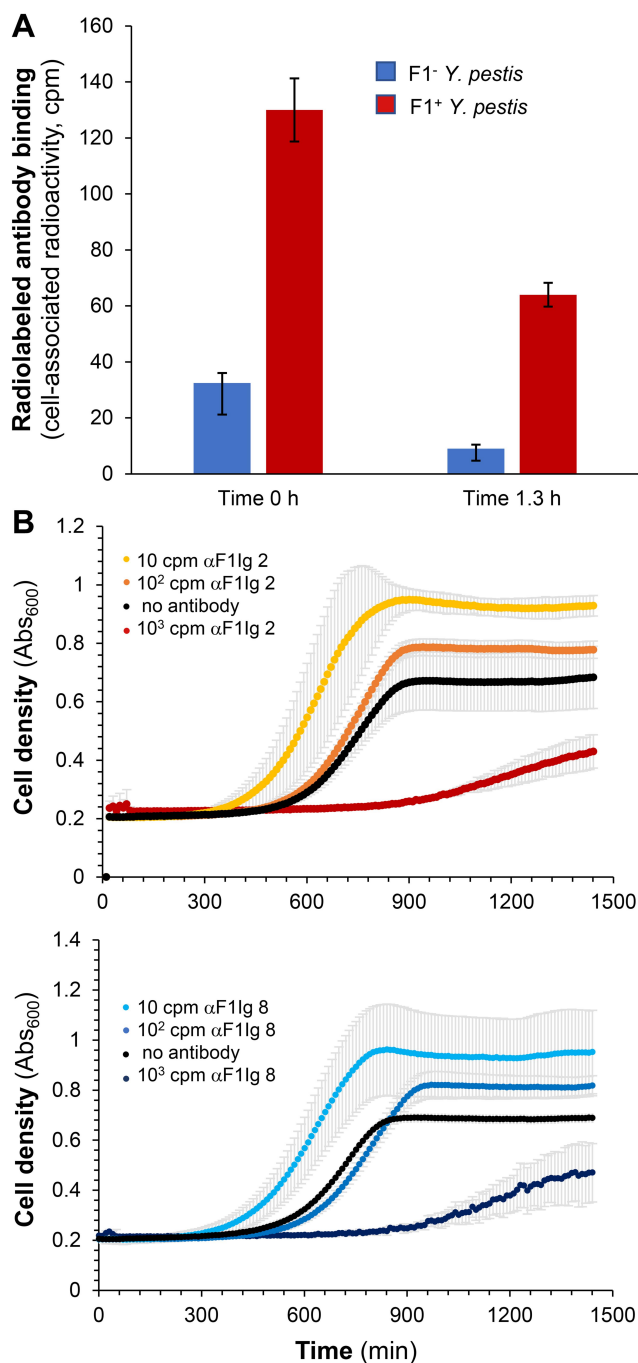 A
Radiolabeled antibody binding
(cell-associated radioactivity, cpm)
160
140
120
100
80
60
40
20
0
F1⁻ Y. pestis
F1⁺ Y. pestis
Time 0 h
Time 1.3 h
B
Cell density (Abs₆₀₀)
1.2
1
0.8
0.6
0.4
0.2
0
10 cpm αF1Ig 2
10² cpm αF1Ig 2
no antibody
10³ cpm αF1Ig 2
0
300
600
900
1200
1500
Cell density (Abs₆₀₀)
1.4
1.2
1
0.8
0.6
0.4
0.2
0
10 cpm αF1Ig 8
10² cpm αF1Ig 8
no antibody
10³ cpm αF1Ig 8
0
300
600
900
1200
1500
Time (min)